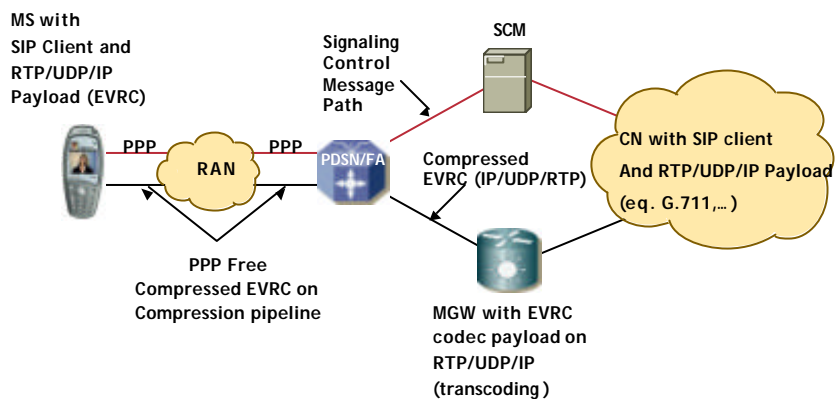 MS with
SIP Client and
RTP/UDP/IP
Payload (EVRC)
PPP
RAN
PPP
PDSN/FA
Signaling
Control
Message
Path
SCM
Compressed
EVRC (IP/UDP/RTP)
CN with SIP client
And RTP/UDP/IP Payload
(eq. G.711,...)
PPP Free
Compressed EVRC on
Compression pipeline
MGW with EVRC
codec payload on
RTP/UDP/IP
(transcoding)